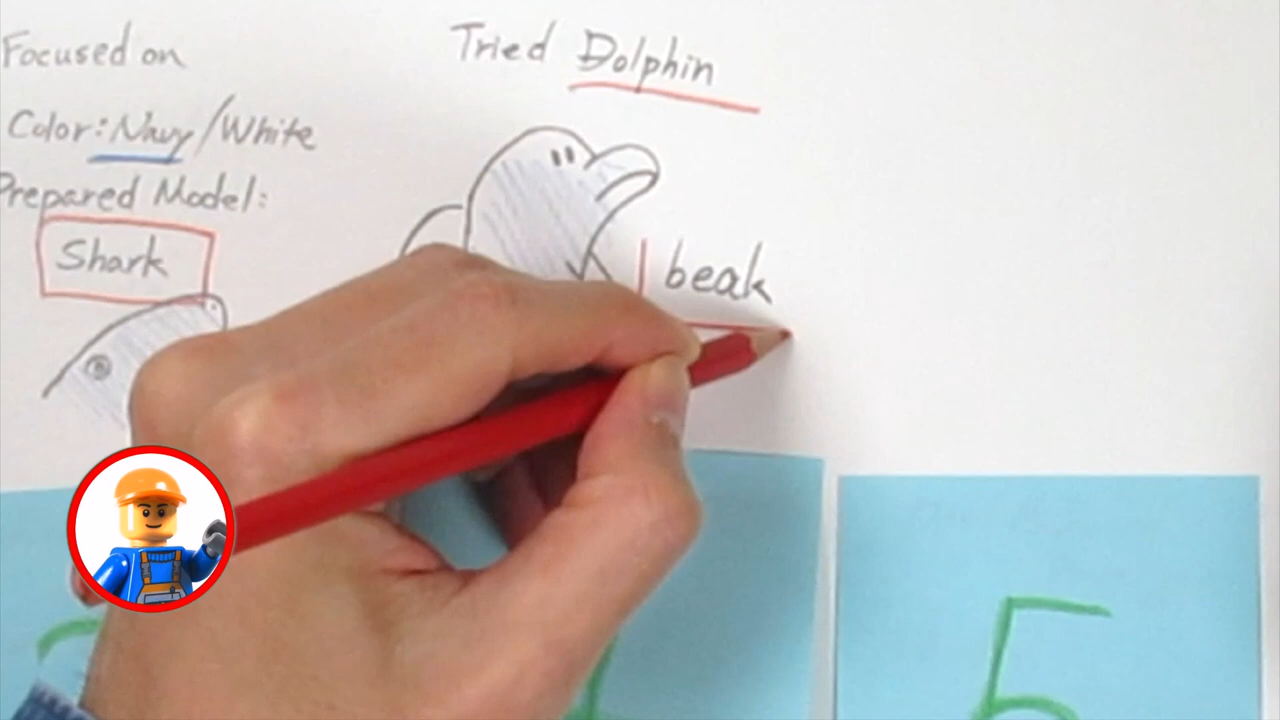 Focused on
Color: Navy/White
Prepared Model:
Shark
Tried Dolphin
beak
5